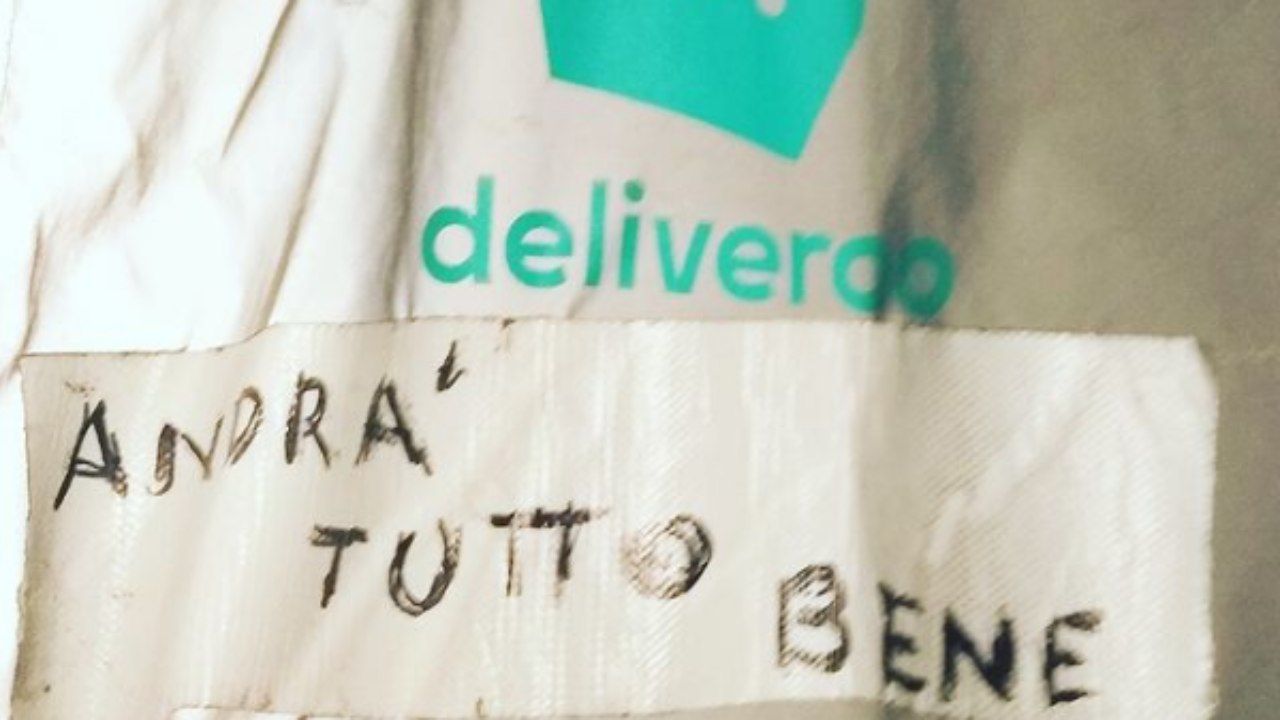 deliveroo
ANDRA'
TUTTO
BENE